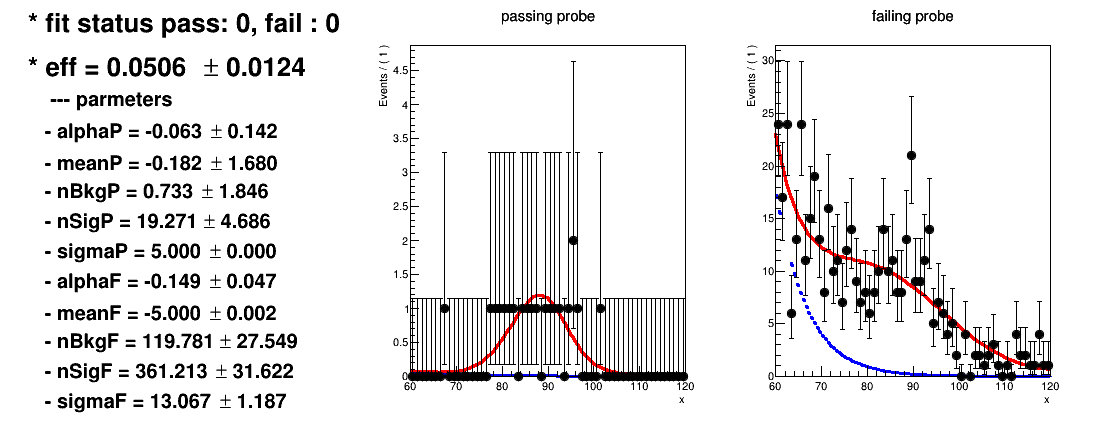 * fit status pass: 0, fail : 0
* eff = 0.0506 ± 0.0124
--- parmeters
- alphaP = -0.063 ± 0.142
- meanP = -0.182 ± 1.680
- nBkgP = 0.733 ± 1.846
- nSigP = 19.271 ± 4.686
- sigmaP = 5.000 ± 0.000
- alphaF = -0.149 ± 0.047
- meanF = -5.000 ± 0.002
- nBkgF = 119.781 ± 27.549
- nSigF = 361.213 ± 31.622
- sigmaF = 13.067 ± 1.187
passing probe
Events / ( 1 )
4.5
4
3.5
3
2.5
2
1.5
1
0.5
0
60 70 80 90 100 110 120
x
failing probe
Events / ( 1 )
30
25
20
15
10
5
0
60 70 80 90 100 110 120
x